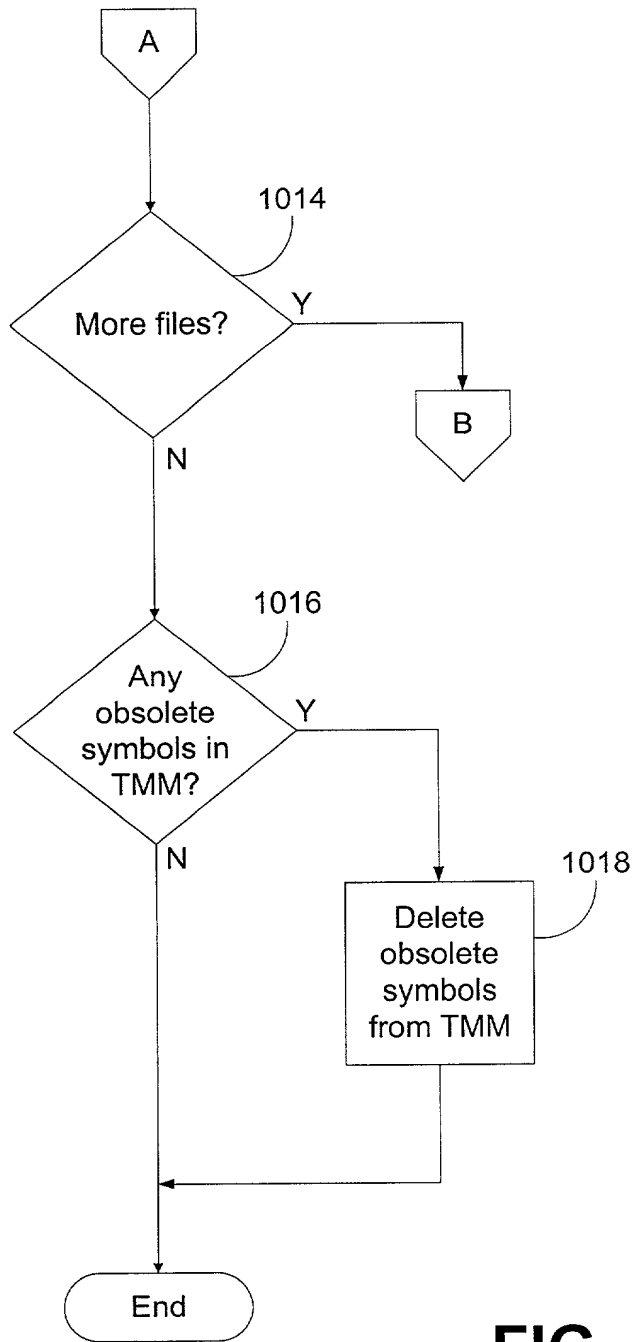 A
1014
More files?
Y
B
N
1016
Any
obsolete
symbols in
TMM?
Y
N
1018
Delete
obsolete
symbols
from TMM
End
FIG